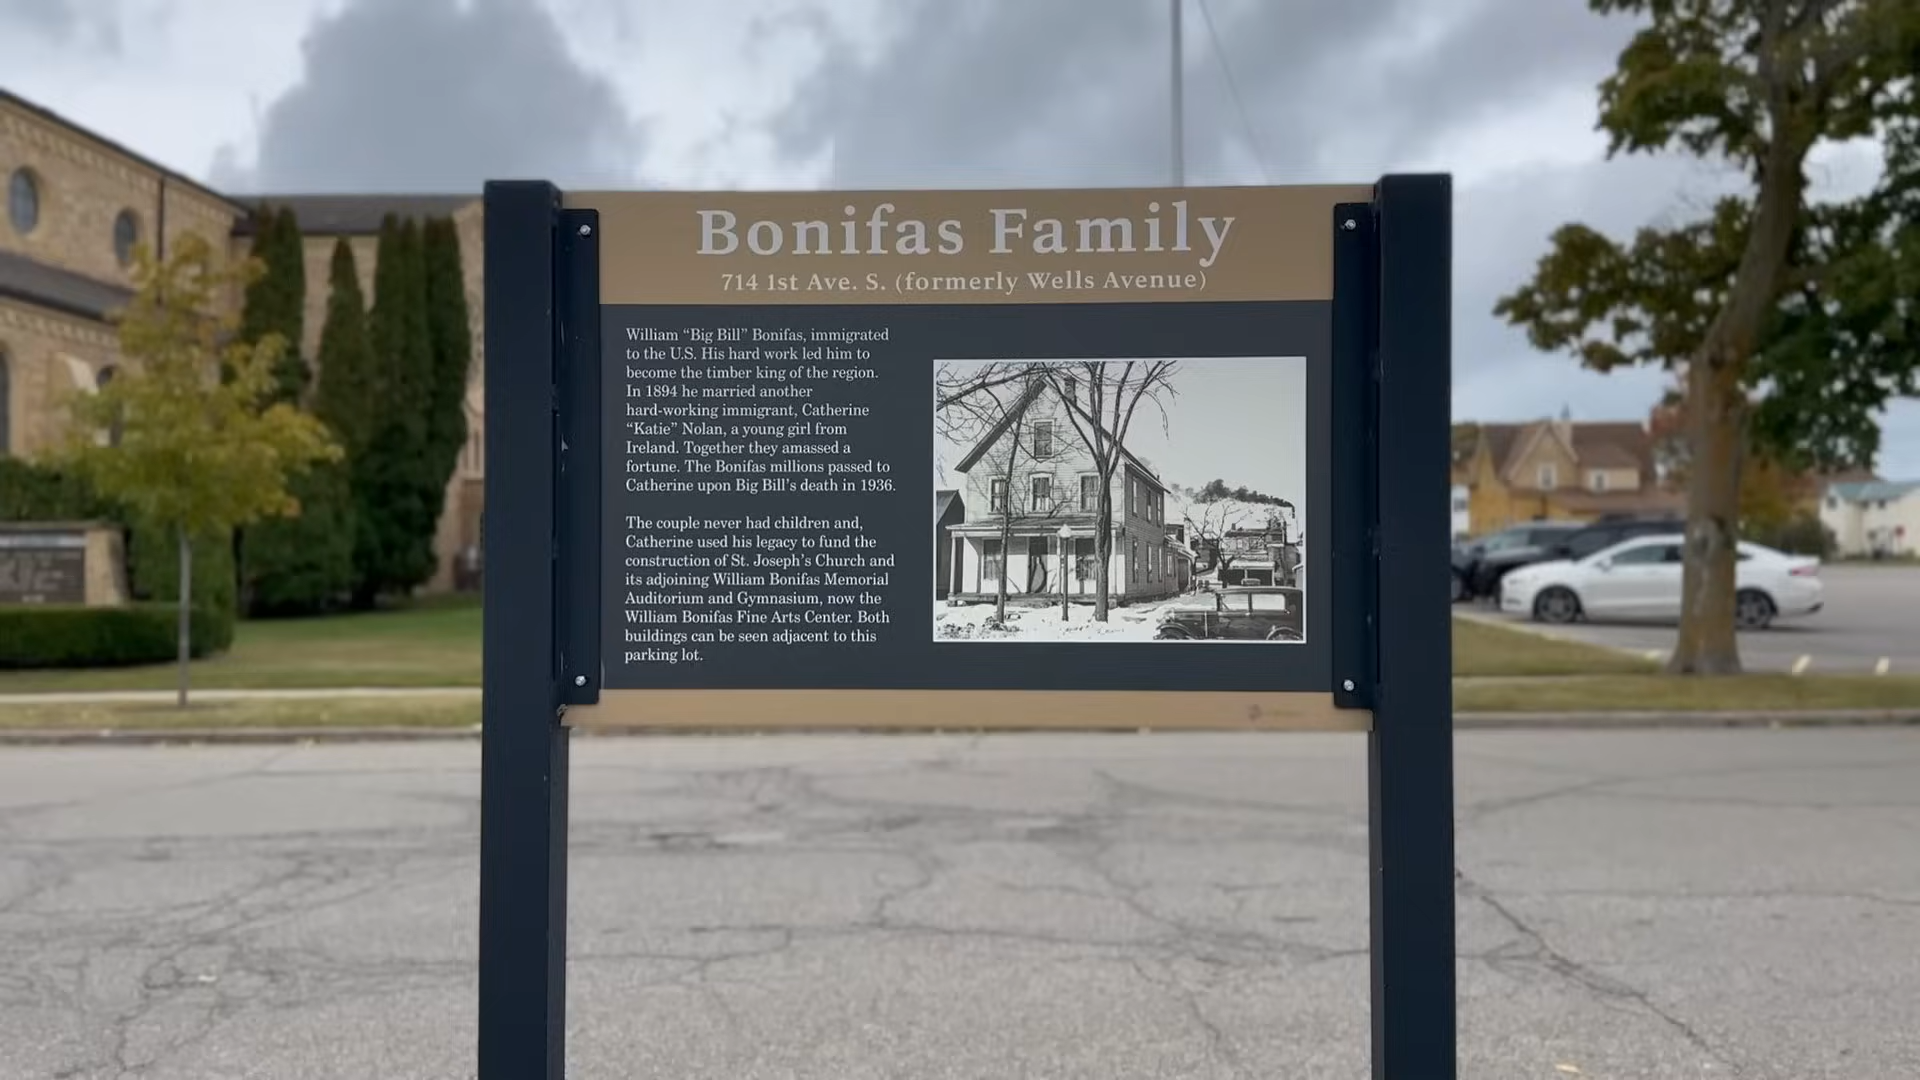 Bonifas Family
714 1st Ave. S. (formerly Wells Avenue)
William “Big Bill” Bonifas, immigrated
to the U.S. His hard work led him to
become the timber king of the region.
In 1894 he married another
hard-working immigrant, Catherine
“Katie” Nolan, a young girl from
Ireland. Together they amassed a
fortune. The Bonifas millions passed to
Catherine upon Big Bill’s death in 1936.
The couple never had children and,
Catherine used his legacy to fund the
construction of St. Joseph’s Church and
its adjoining William Bonifas Memorial
Auditorium and Gymnasium, now the
William Bonifas Fine Arts Center. Both
buildings can be seen adjacent to this
parking lot.